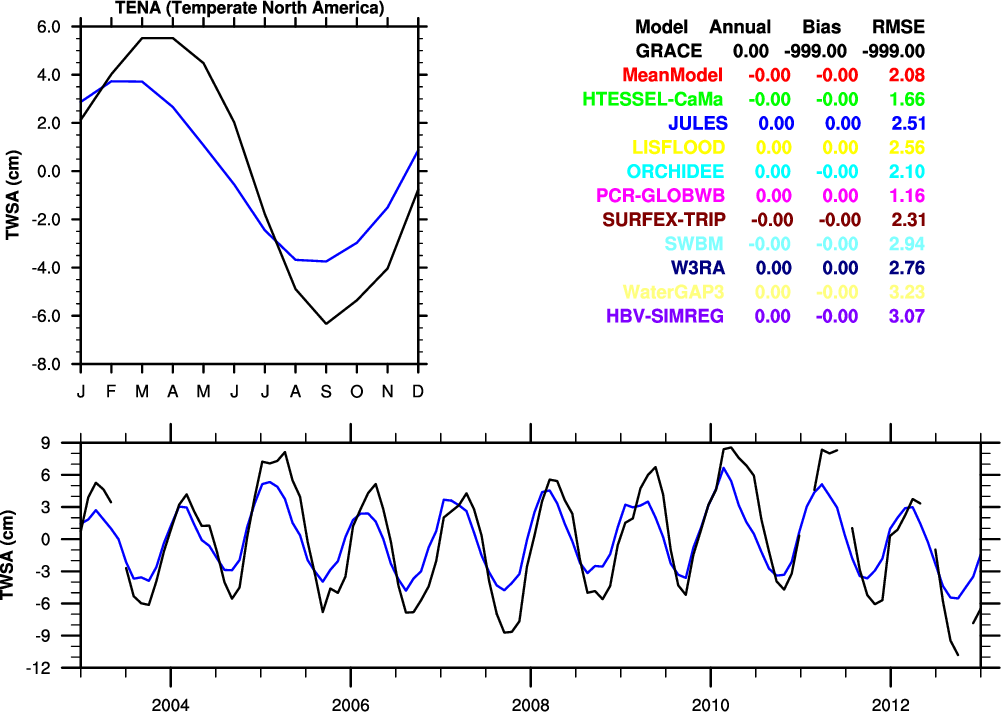 TENA (Temperate North America)
6.0
4.0
2.0
0.0
-2.0
-4.0
-6.0
-8.0
TWSA (cm)
J F M A M J J A S O N D
Model Annual Bias RMSE
GRACE 0.00 -999.00 -999.00
MeanModel -0.00 -0.00 2.08
HTESSEL-CaMa -0.00 -0.00 1.66
JULES 0.00 0.00 2.51
LISFLOOD 0.00 0.00 2.56
ORCHIDEE 0.00 -0.00 2.10
PCR-GLOBWB 0.00 0.00 1.16
SURFEX-TRIP -0.00 -0.00 2.31
SWBM -0.00 -0.00 2.94
W3RA 0.00 0.00 2.76
WaterGAP3 0.00 -0.00 3.23
HBV-SIMREG 0.00 -0.00 3.07
9
6
3
0
-3
-6
-9
-12
TWSA (cm)
2004 2006 2008 2010 2012